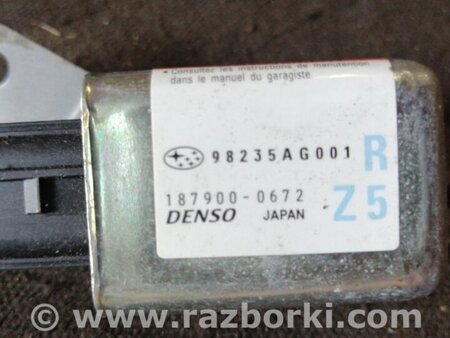 • Consultez les instructions de manutention
dans le manuel du garagiste.
98235AG001 R
187900-0672 Z5
DENSO JAPAN
www.razborki.com